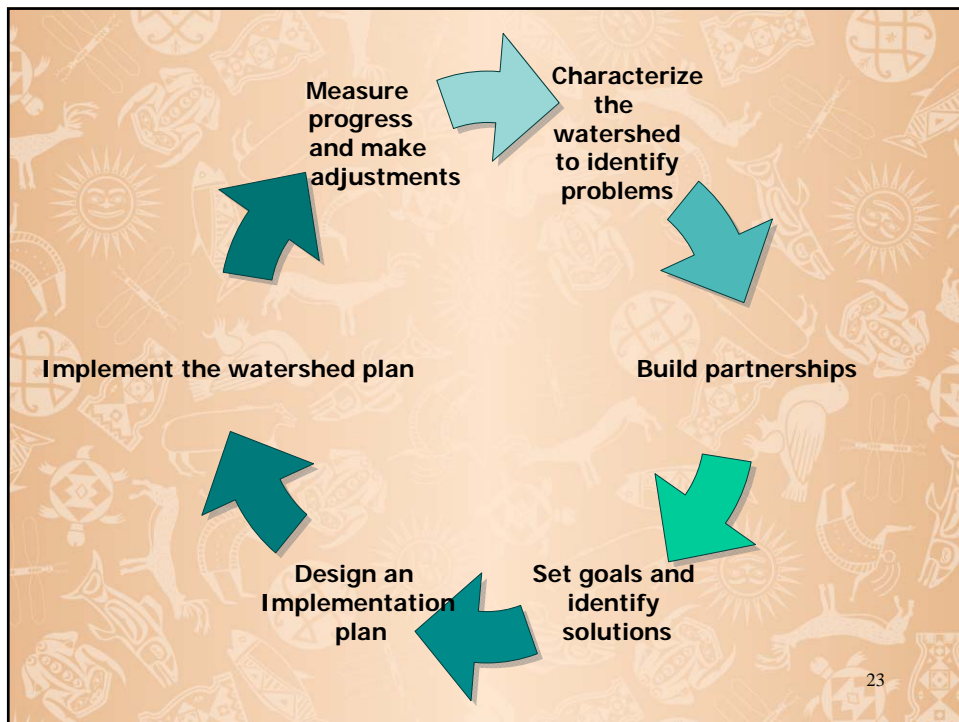 Measure
progress
and make
adjustments
Characterize
the
watershed
to identify
problems
Build partnerships
Set goals and
identify
solutions
Design an
Implementation
plan
Implement the watershed plan
23